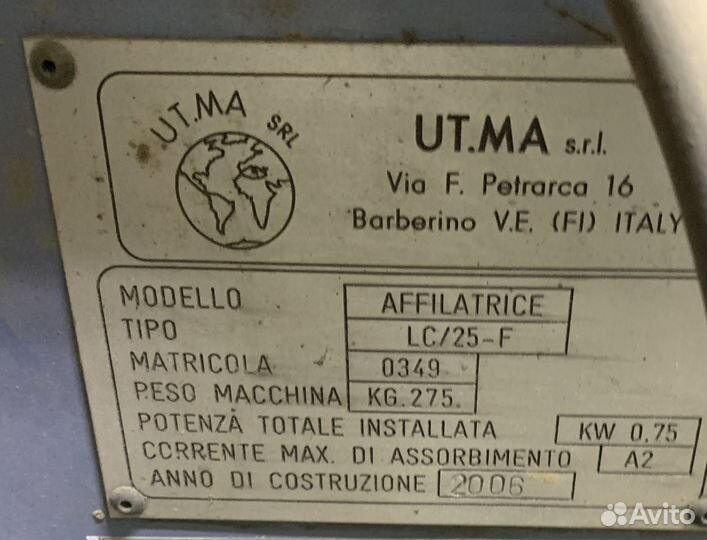 UT.MA SRL
UT.MA s.r.l.
Via F. Petrarca 16
Barberino V.E. (FI) ITALY
MODELLO AFFILATRICE
TIPO LC/25-F
MATRICOLA 0349
PESO MACCHINA KG.275.
POTENZA TOTALE INSTALLATA KW 0.75
CORRENTE MAX. DI ASSORBIMENTO A2
ANNO DI COSTRUZIONE 2006
Avito